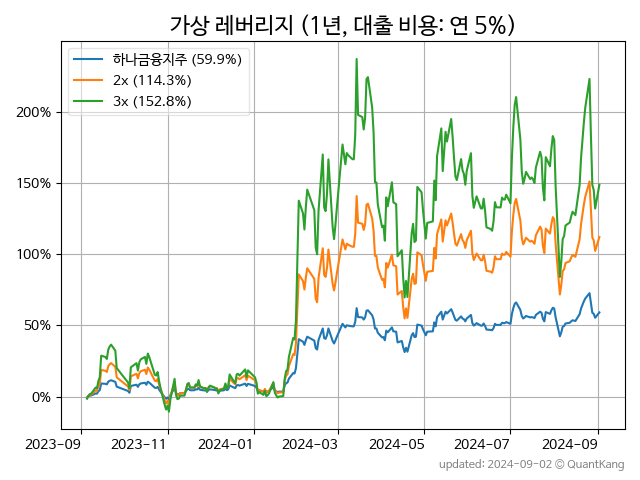 가상 레버리지 (1년, 대출 비용: 연 5%)
하나금융지주 (59.9%)
2x (114.3%)
3x (152.8%)
200%
150%
100%
50%
0%
2023-09 2023-11 2024-01 2024-03 2024-05 2024-07 2024-09
updated: 2024-09-02 © QuantKang